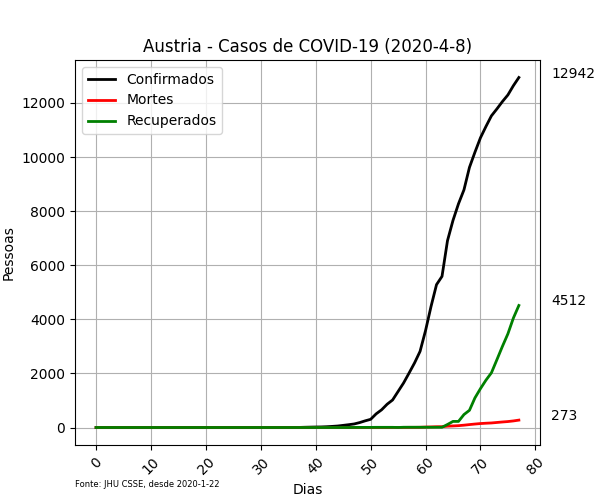 Austria - Casos de COVID-19 (2020-4-8)
Confirmados
Mortes
Recuperados
12942
4512
273
12000
10000
8000
6000
4000
2000
0
Pessoas
0 10 20 30 40 50 60 70 80
Dias
Fonte: JHU CSSE, desde 2020-1-22